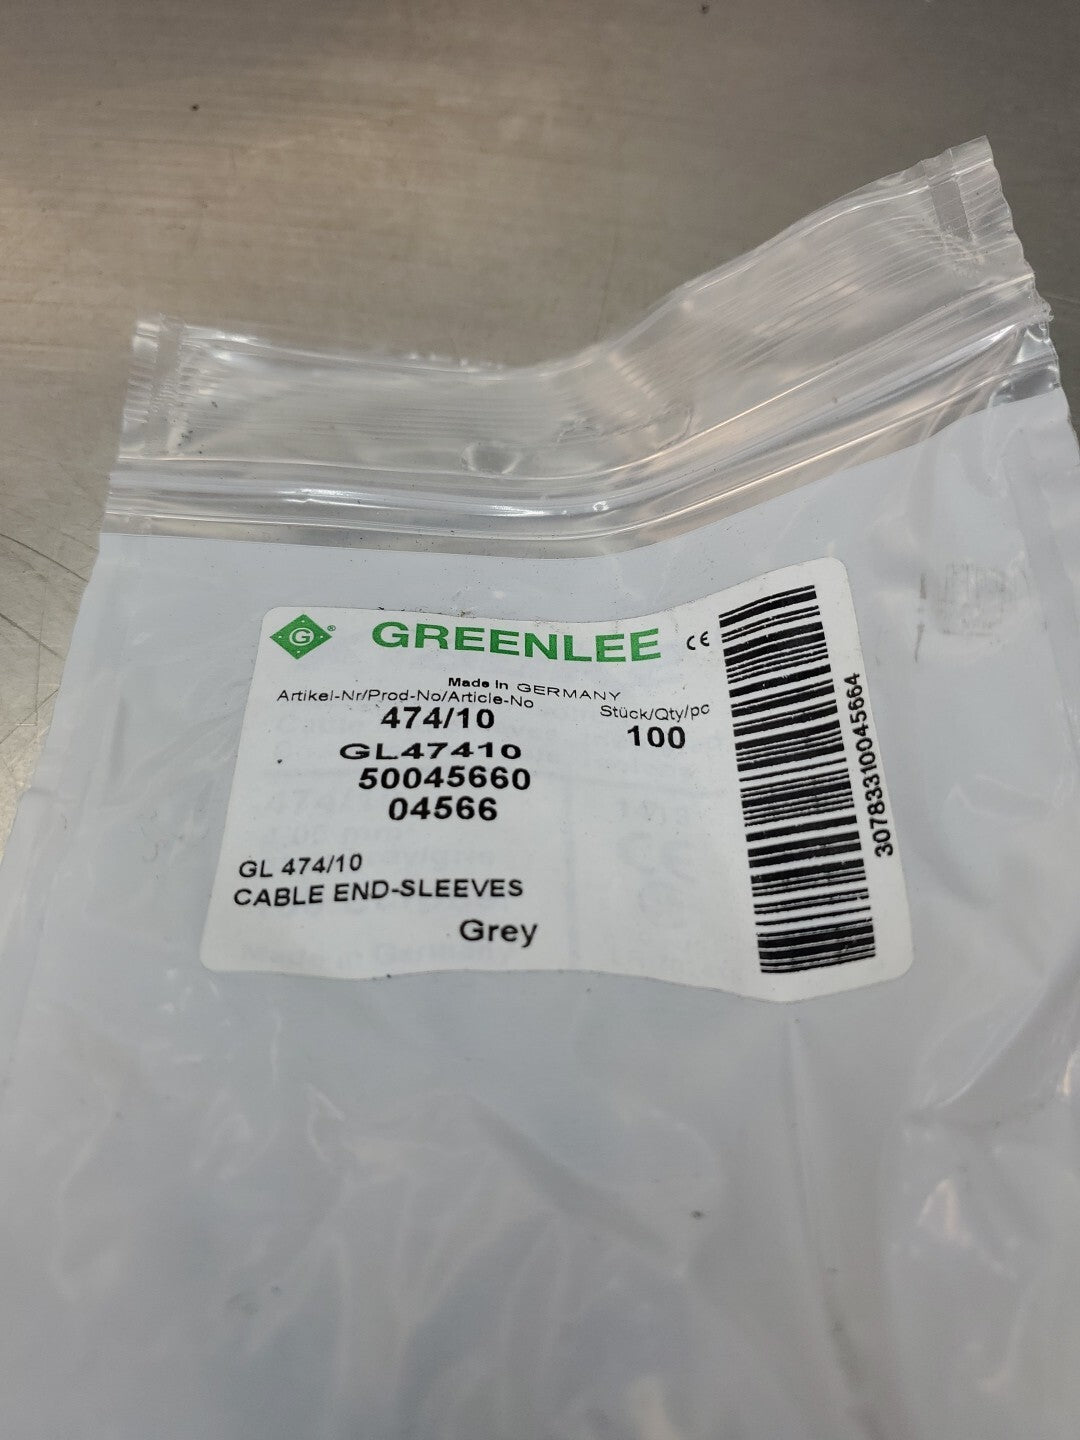 G ® GREENLEE CE
Made in GERMANY
Artikel-Nr/Prod-No/Article-No
Stück/Qty/pc
474/10
100
GL47410
50045660
04566
GL 474/10
CABLE END-SLEEVES
Grey
30783310045664